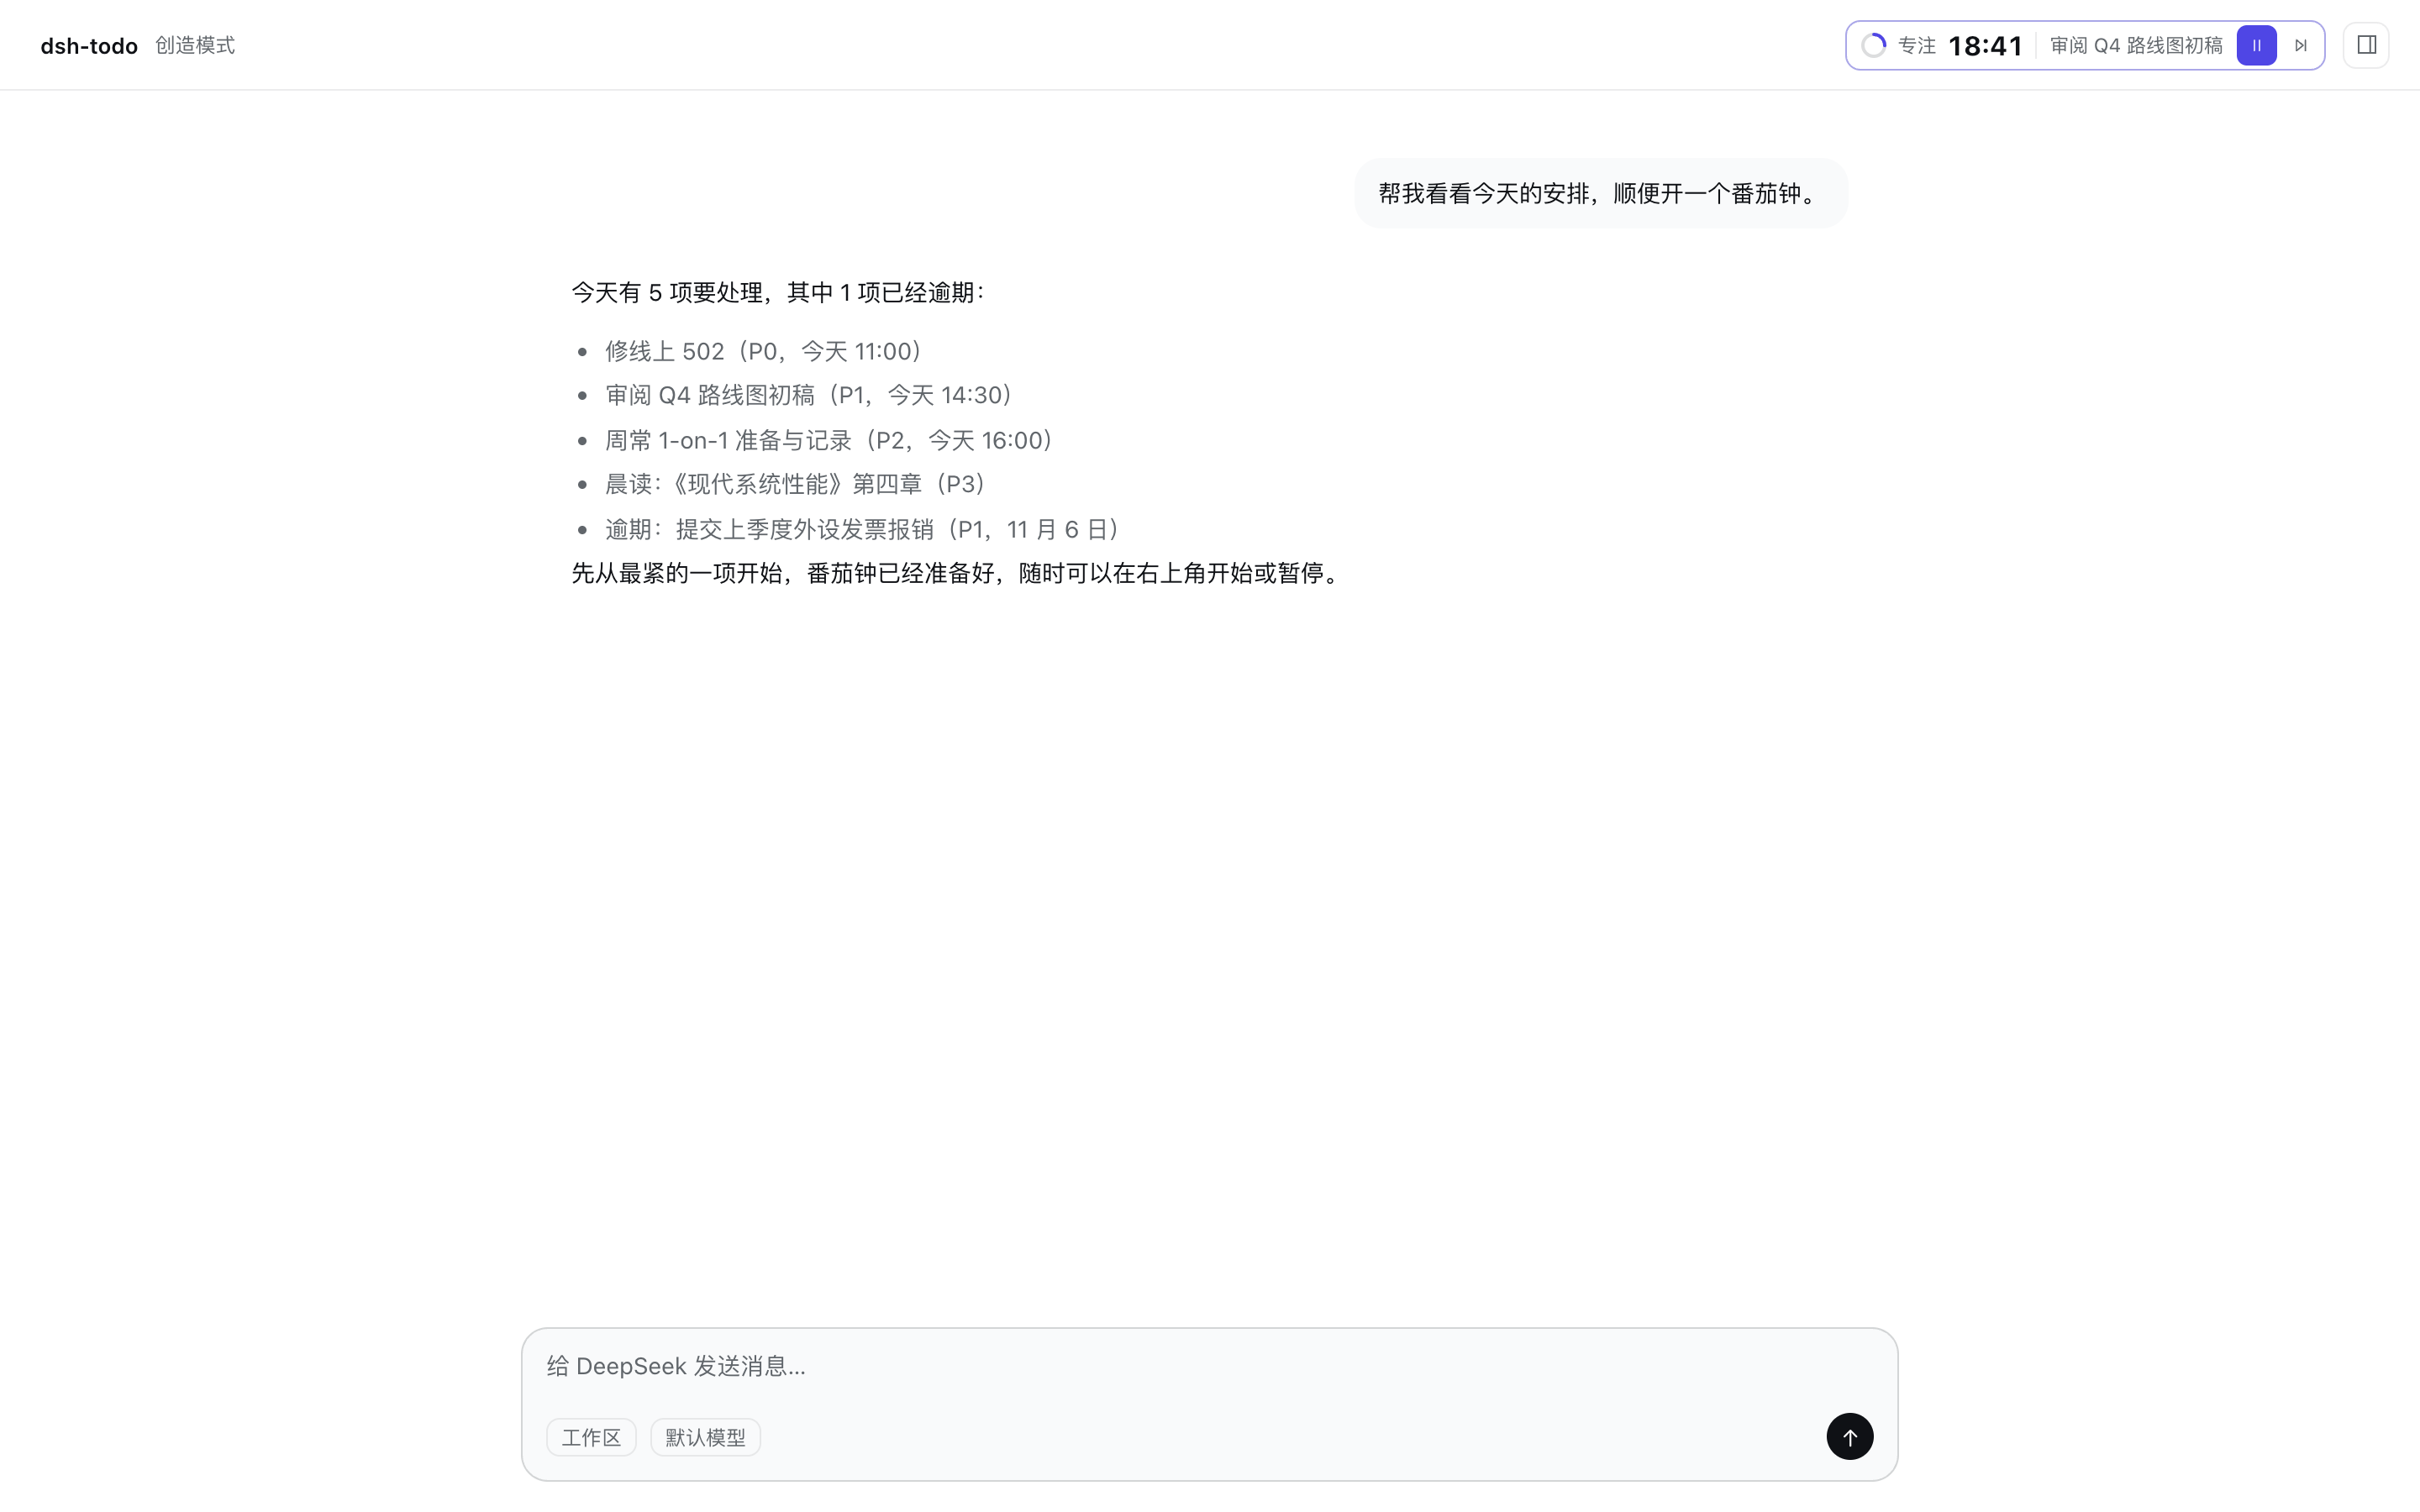 dsh-todo 创造模式
专注 18:41 审阅 Q4 路线图初稿
帮我看看今天的安排，顺便开一个番茄钟。
今天有 5 项要处理，其中 1 项已经逾期：
修线上 502（P0，今天 11:00）
审阅 Q4 路线图初稿（P1，今天 14:30）
周常 1-on-1 准备与记录（P2，今天 16:00）
晨读：《现代系统性能》第四章（P3）
逾期：提交上季度外设发票报销（P1，11 月 6 日）
先从最紧的一项开始，番茄钟已经准备好，随时可以在右上角开始或暂停。
给 DeepSeek 发送消息...
工作区 默认模型